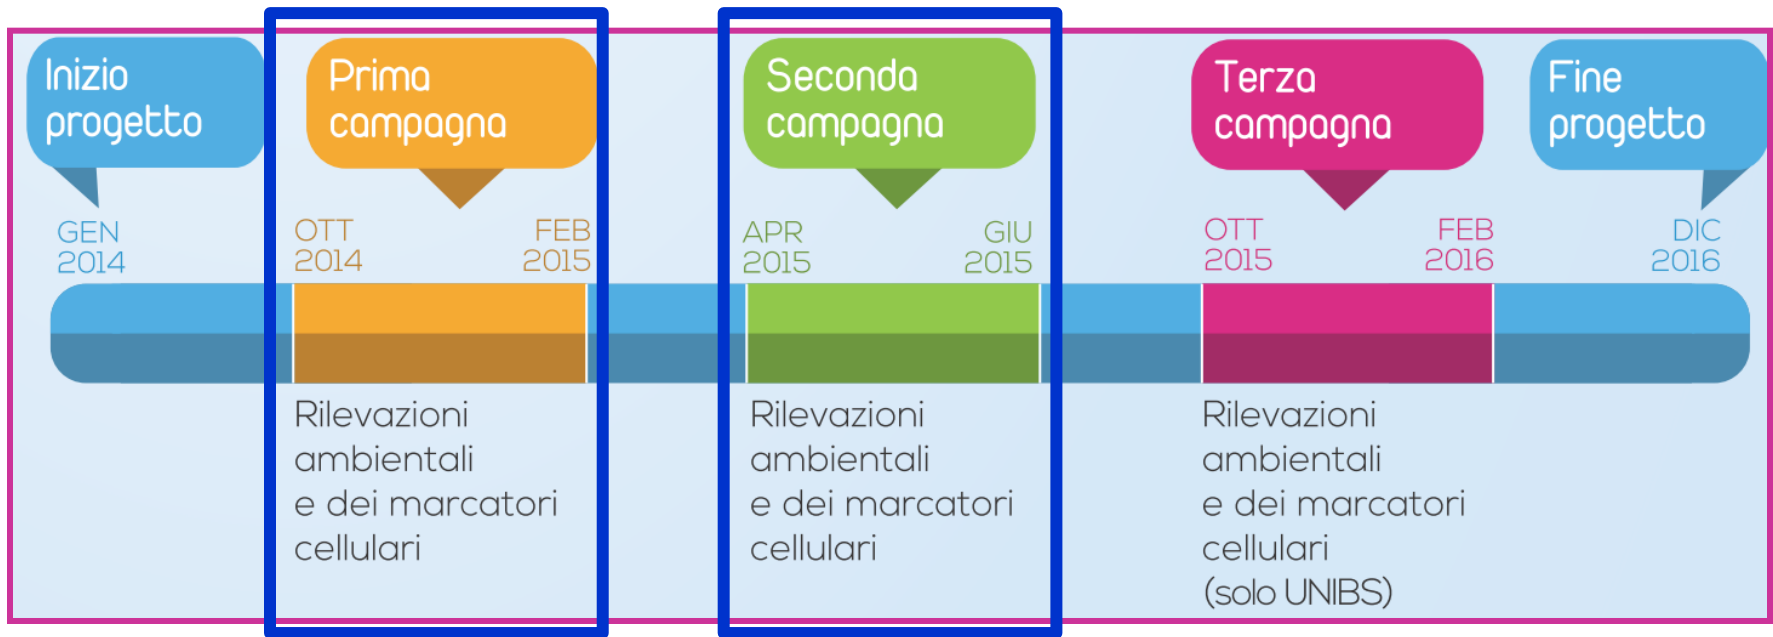 Inizio
progetto
Prima
campagna
Seconda
campagna
Terza
campagna
Fine
progetto
GEN
2014
OTT
2014
FEB
2015
APR
2015
GIU
2015
OTT
2015
FEB
2016
DIC
2016
Rilevazioni
ambientali
e dei marcatori
cellulari
Rilevazioni
ambientali
e dei marcatori
cellulari
Rilevazioni
ambientali
e dei marcatori
cellulari
(solo UNIBS)